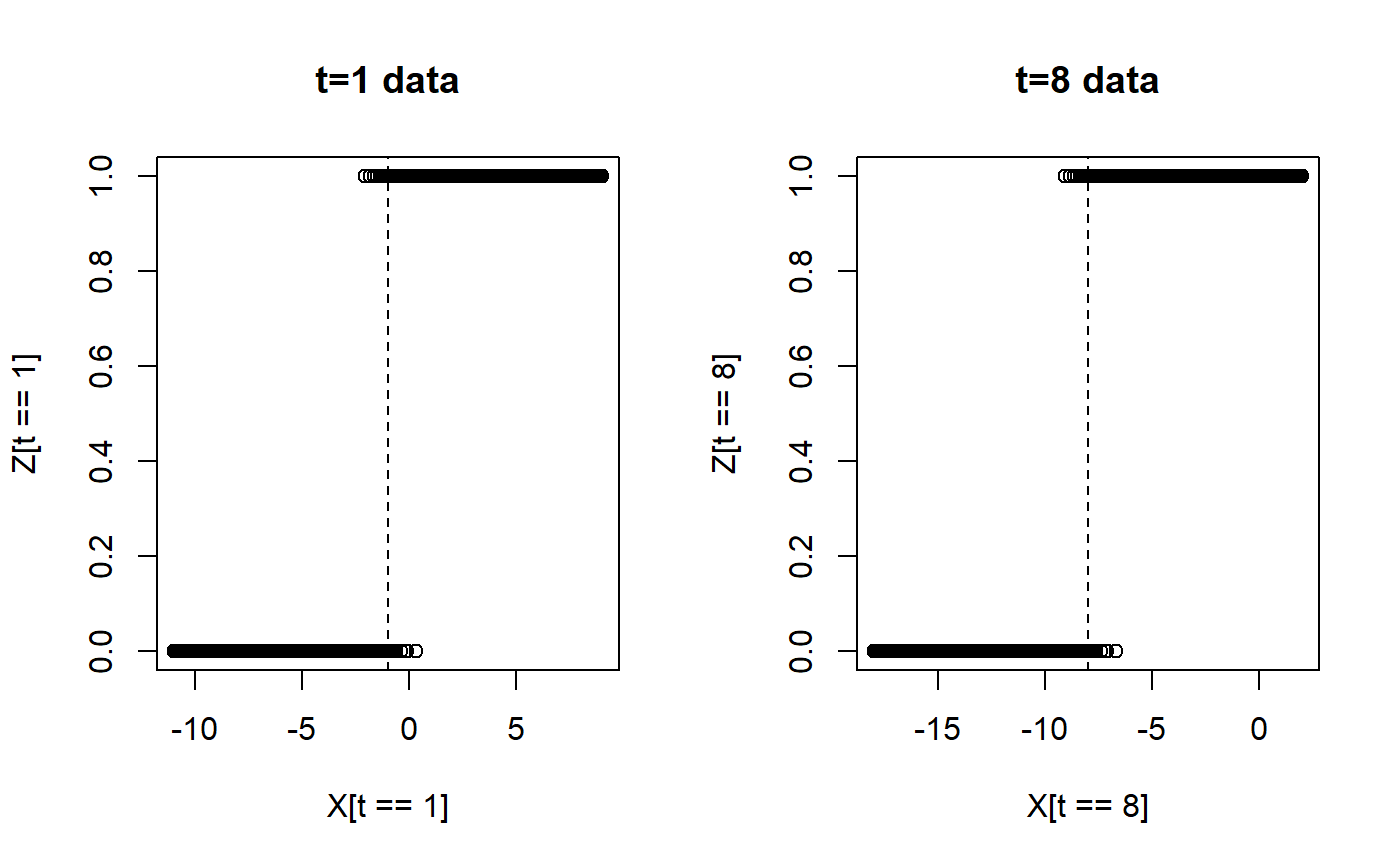 t=1 data
Z[t == 1]
1.0
0.8
0.6
0.4
0.2
0.0
-10 -5 0 5
X[t == 1]
t=8 data
Z[t == 8]
1.0
0.8
0.6
0.4
0.2
0.0
-15 -10 -5 0
X[t == 8]